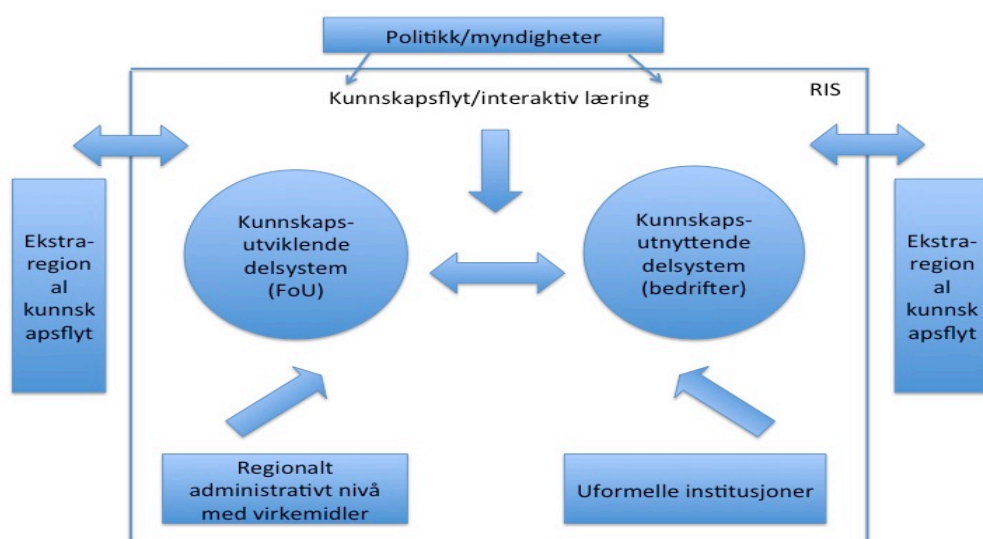 Politikk/myndigheter
Kunnskapsflyt/interaktiv læring
RIS
Ekstra-
region
al
kunnsk
apsflyt
Kunnskaps-
utviklende
delsystem
(FoU)
Kunnskaps-
utnyttende
delsystem
(bedrifter)
Ekstra-
region
al
kunnsk
apsflyt
Regionalt
administrativt nivå
med virkemidler
Uformelle institusjoner